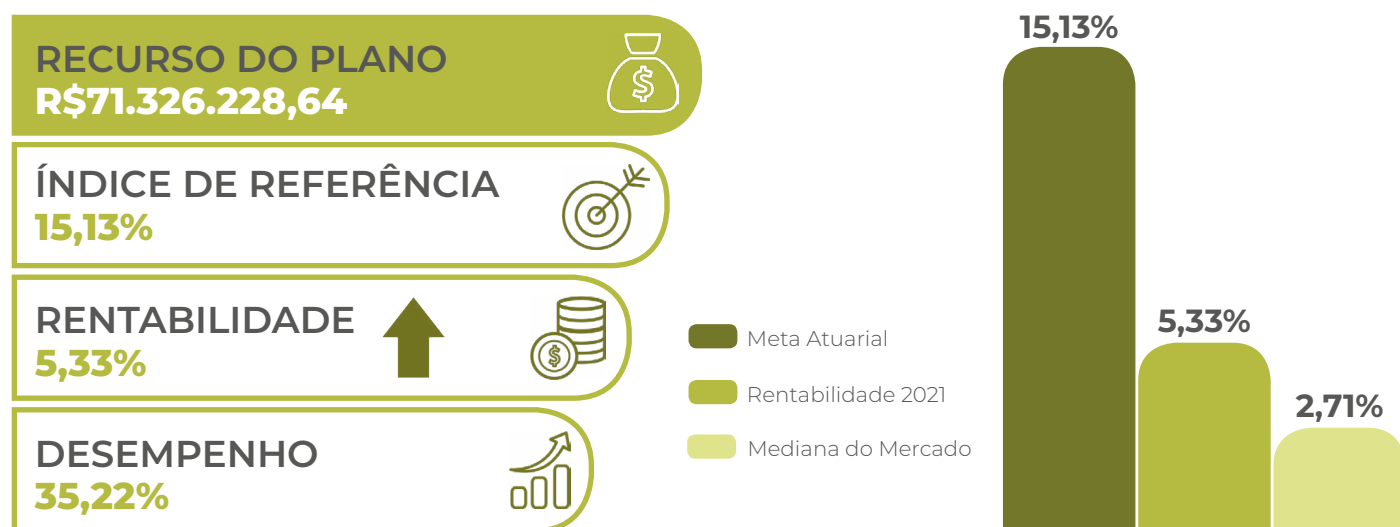 RECURSO DO PLANO
R$71.326.228,64
ÍNDICE DE REFERÊNCIA
15,13%
RENTABILIDADE
5,33%
DESEMPENHO
35,22%
Meta Atuarial
Rentabilidade 2021
Mediana do Mercado
15,13%
5,33%
2,71%